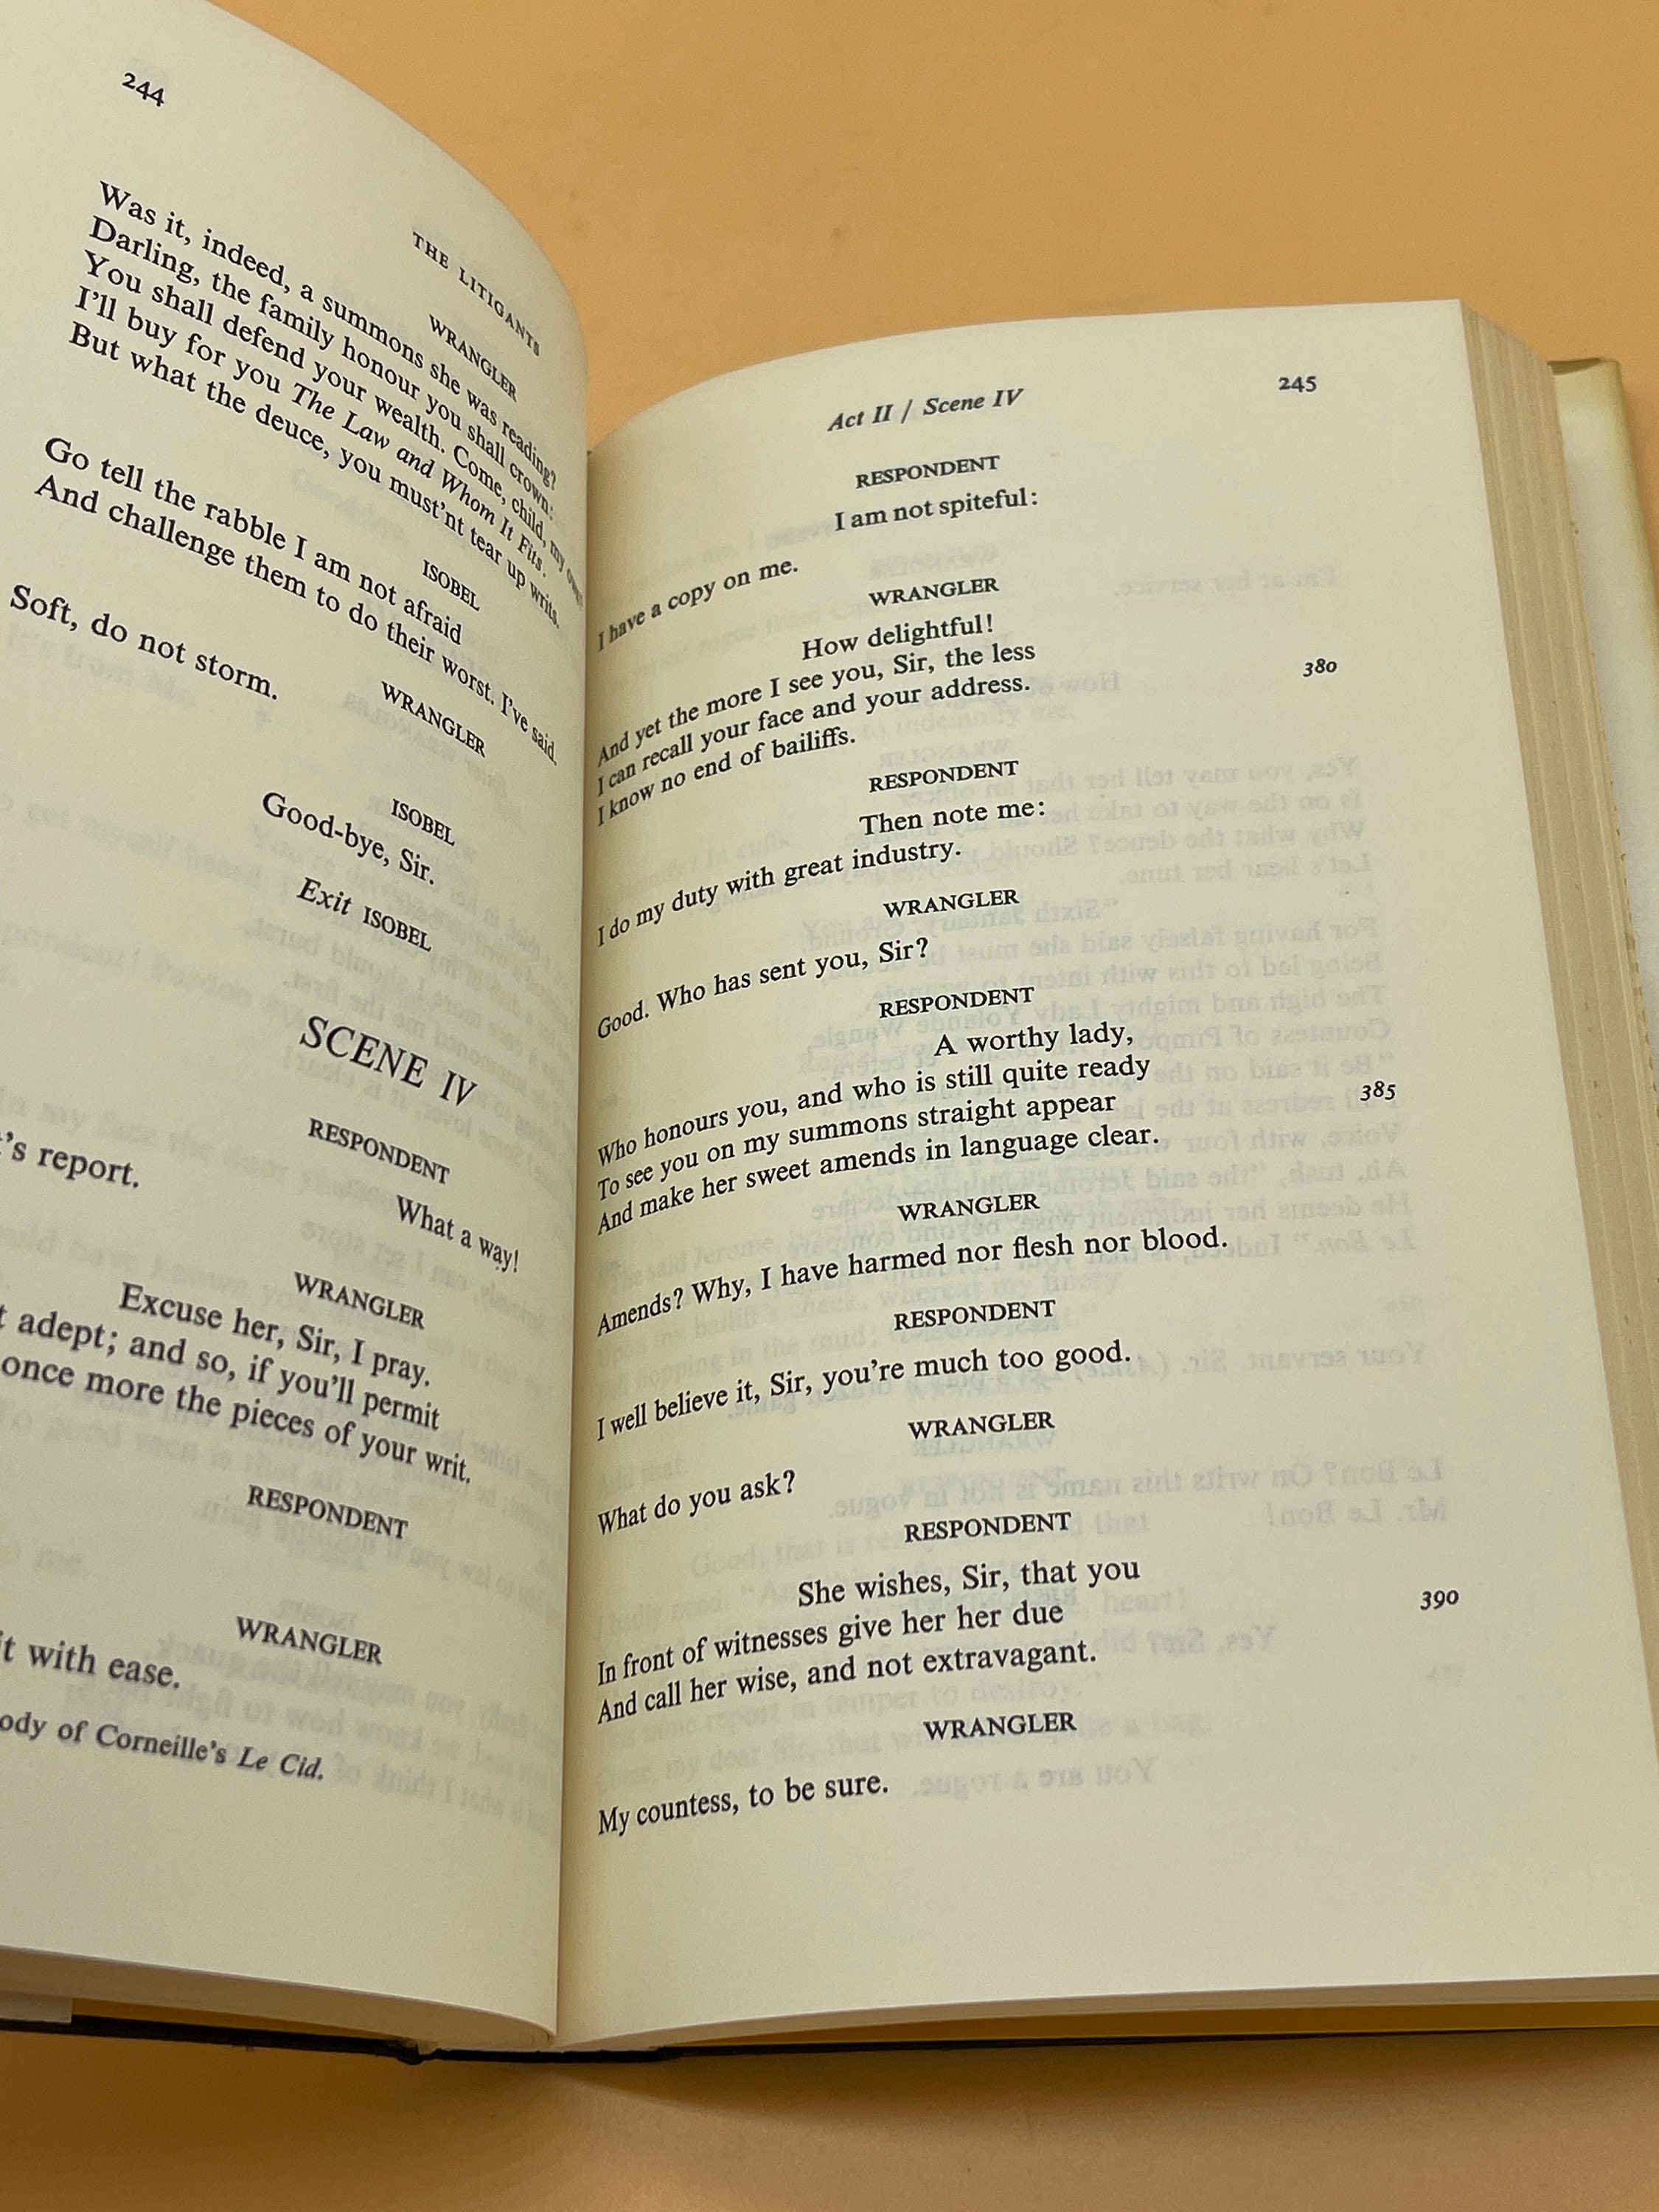 244
THE LITIGANTS
WRANGLER
Was it, indeed, a summons she was reading?
Darling, the family honour you shall crown:
You shall defend your wealth. Come, child, my own!
I'll buy for you The Law and Whom It Fits.
But what the deuce, you must'nt tear up writs.
ISOBEL
Go tell the rabble I am not afraid
And challenge them to do their worst. I've said.
WRANGLER
Soft, do not storm.
ISOBEL
Good-bye, Sir.
Exit ISOBEL
SCENE IV
RESPONDENT
's report.
What a way!
WRANGLER
Excuse her, Sir, I pray.
adept; and so, if you'll permit
once more the pieces of your writ.
RESPONDENT
WRANGLER
it with ease.
ody of Corneille's Le Cid.
Act II / Scene IV
245
RESPONDENT
I am not spiteful:
I have a copy on me.
WRANGLER
How delightful!
And yet the more I see you, Sir, the less
380
I can recall your face and your address.
I know no end of bailiffs.
RESPONDENT
Then note me:
I do my duty with great industry.
WRANGLER
Good. Who has sent you, Sir?
RESPONDENT
A worthy lady,
Who honours you, and who is still quite ready
To see you on my summons straight appear
385
And make her sweet amends in language clear.
WRANGLER
Amends? Why, I have harmed nor flesh nor blood.
RESPONDENT
I well believe it, Sir, you're much too good.
WRANGLER
What do you ask?
RESPONDENT
She wishes, Sir, that you
In front of witnesses give her her due
390
And call her wise, and not extravagant.
WRANGLER
My countess, to be sure.